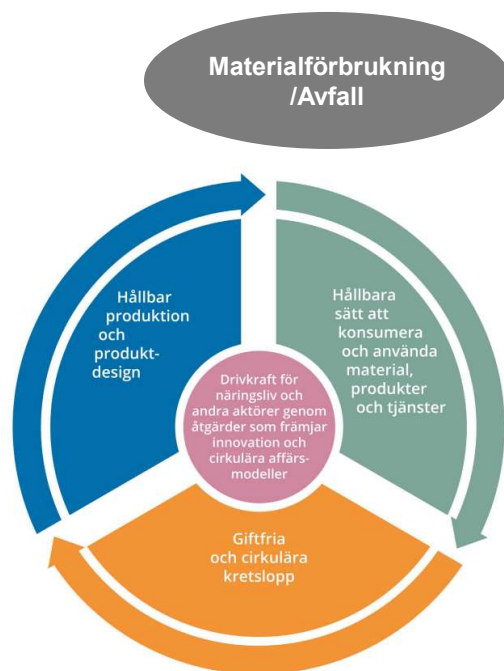 Materialförbrukning
/Avfall
Hållbar
produktion
och
produkt-
design
Hållbara
sätt att
konsumera
och använda
material,
produkter
och tjänster
Drivkraft för
näringsliv och
andra aktörer genom
åtgärder som främjar
innovation och
cirkulära affärs-
modeller
Giftfria
och cirkulära
kretslopp